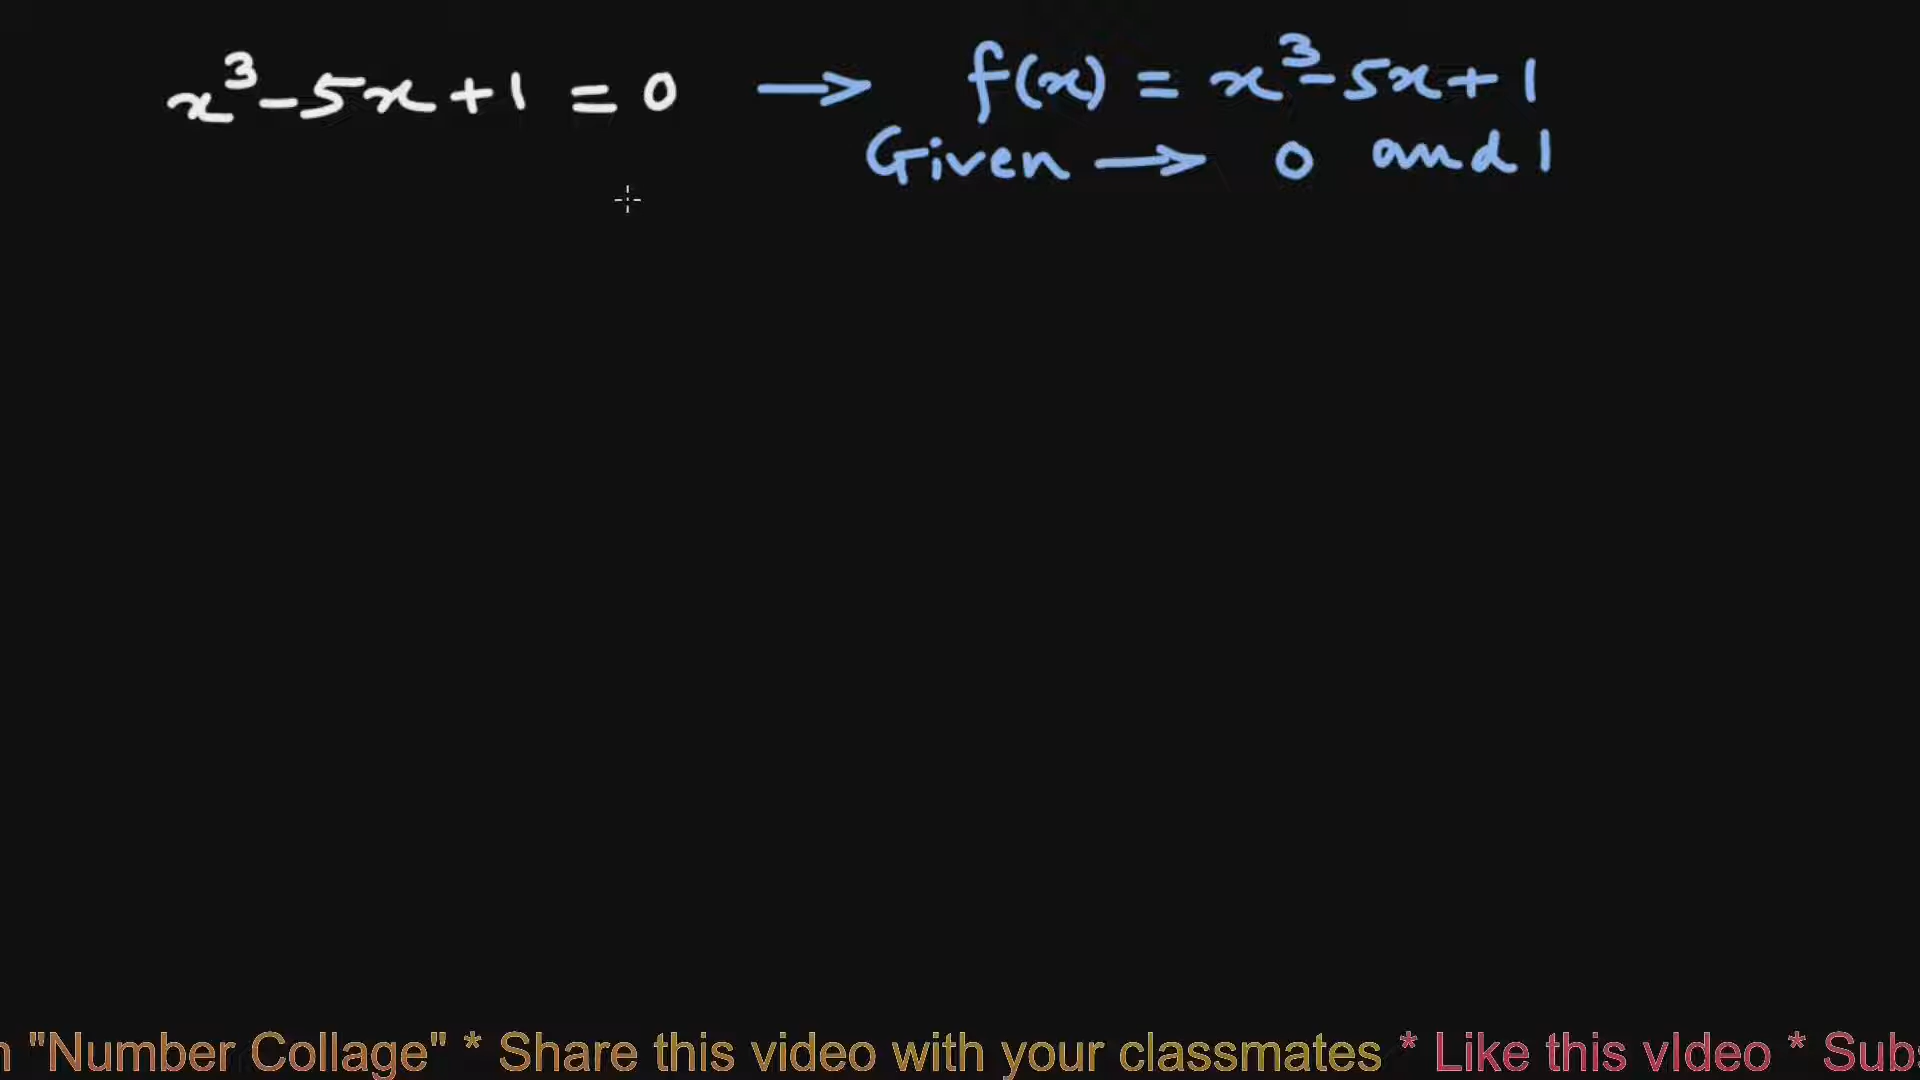 x³-5x+1 = 0 → f(x) = x³-5x+1
Given → 0 and 1
"Number Collage" * Share this video with your classmates * Like this vIdeo *